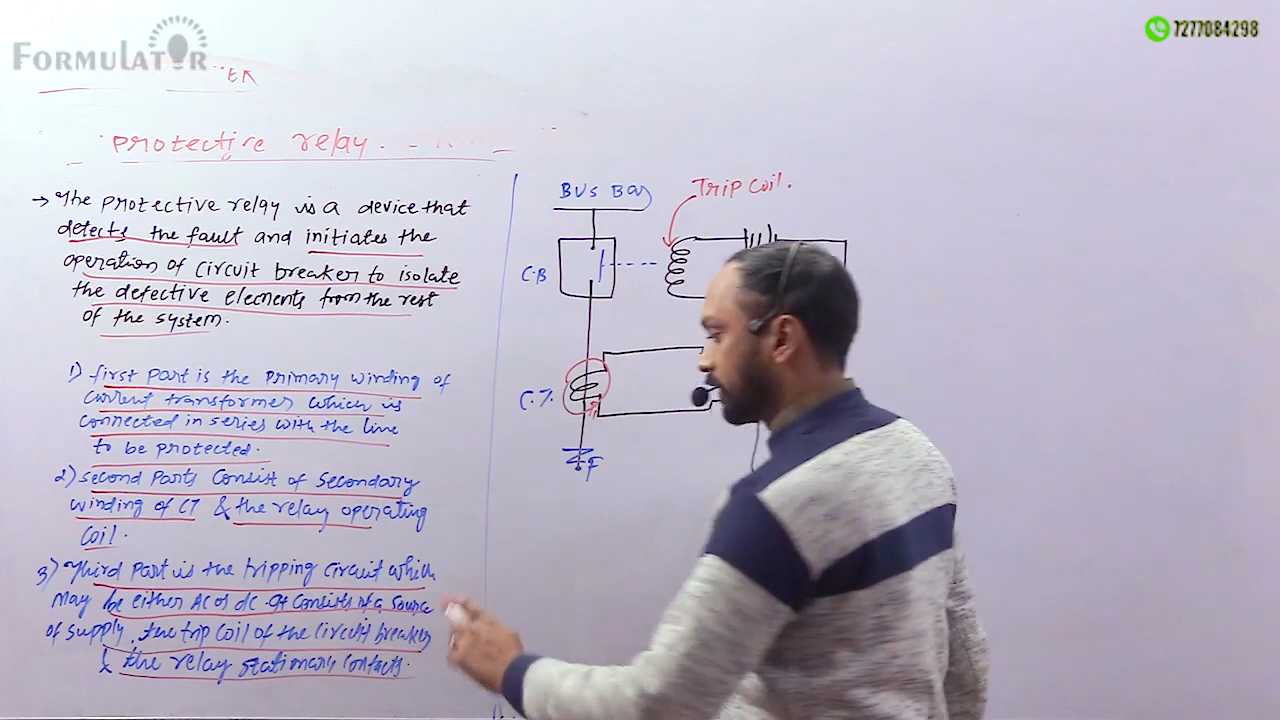 FORMULATOR
7277084298
Protective relay.
→ The protective relay is a device that
detects the fault and initiates the
operation of circuit breaker to isolate
the defective elements from the rest
of the system.
1) first part is the primary winding of
current transformer which is
connected in series with the line
to be protected.
2) second parts consist of secondary
winding of CT & the relay operating
coil.
3) Third part is the tripping circuit which
may be either AC or dc. It consists of a source
of supply, the trip coil of the circuit breaker
& the relay stationary contacts.
BUS Bar
Trip coil.
C.B
C.T.
F